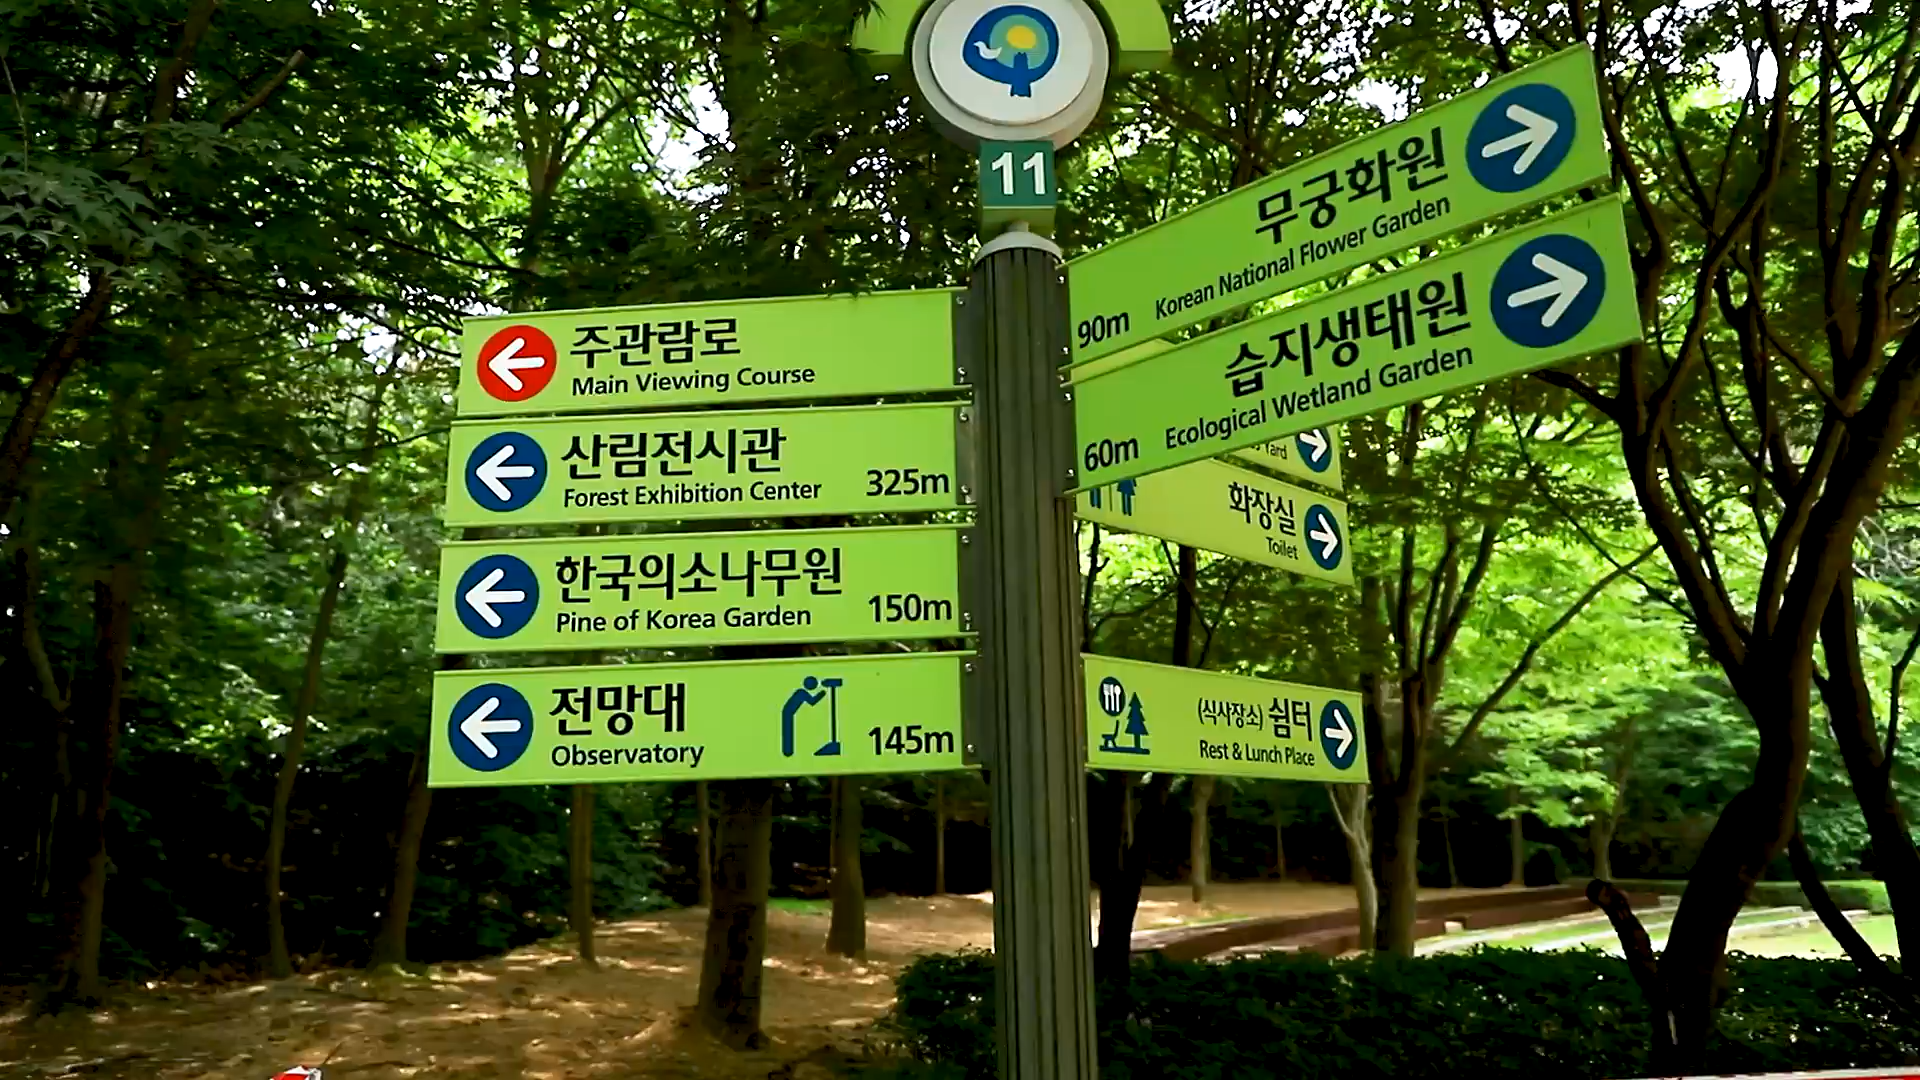 11
주관람로
Main Viewing Course
산림전시관
Forest Exhibition Center
325m
한국의소나무원
Pine of Korea Garden
150m
전망대
Observatory
145m
무궁화원
Korean National Flower Garden
90m
습지생태원
Ecological Wetland Garden
60m
화장실
Toilet
(식사장소) 쉼터
Rest & Lunch Place